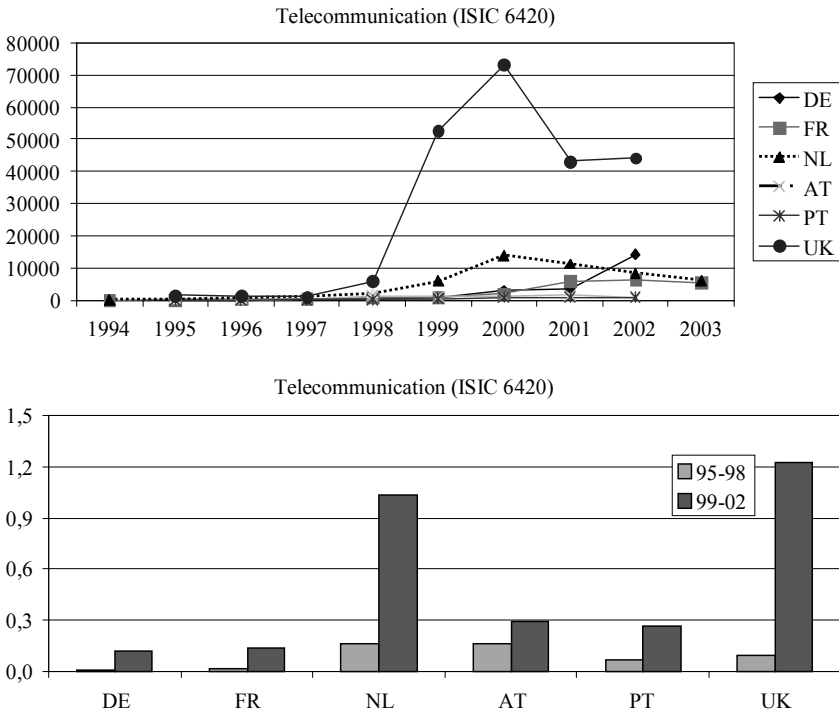 Telecommunication (ISIC 6420)
80000
70000
60000
50000
40000
30000
20000
10000
0
1994 1995 1996 1997 1998 1999 2000 2001 2002 2003
DE
FR
NL
AT
PT
UK
Telecommunication (ISIC 6420)
1,5
1,2
0,9
0,6
0,3
0,0
95-98
99-02
DE FR NL AT PT UK